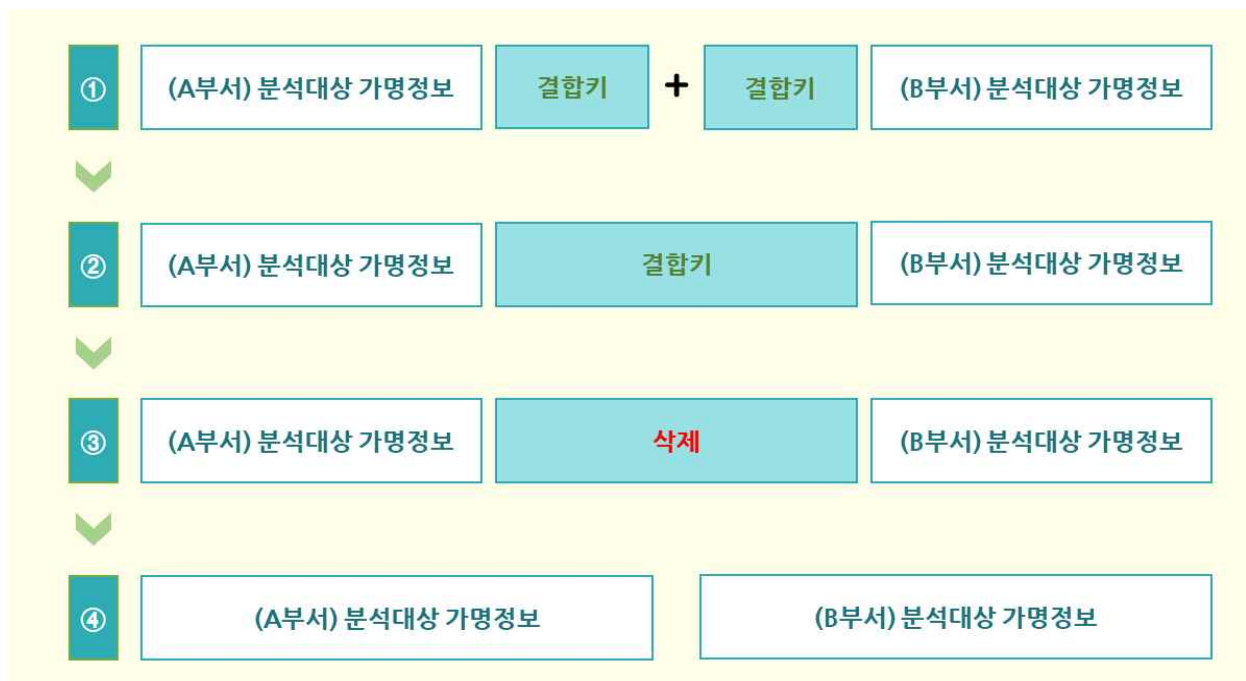 ① (A부서) 분석대상 가명정보 결합키 + 결합키 (B부서) 분석대상 가명정보
② (A부서) 분석대상 가명정보 결합키 (B부서) 분석대상 가명정보
③ (A부서) 분석대상 가명정보 삭제 (B부서) 분석대상 가명정보
④ (A부서) 분석대상 가명정보 (B부서) 분석대상 가명정보